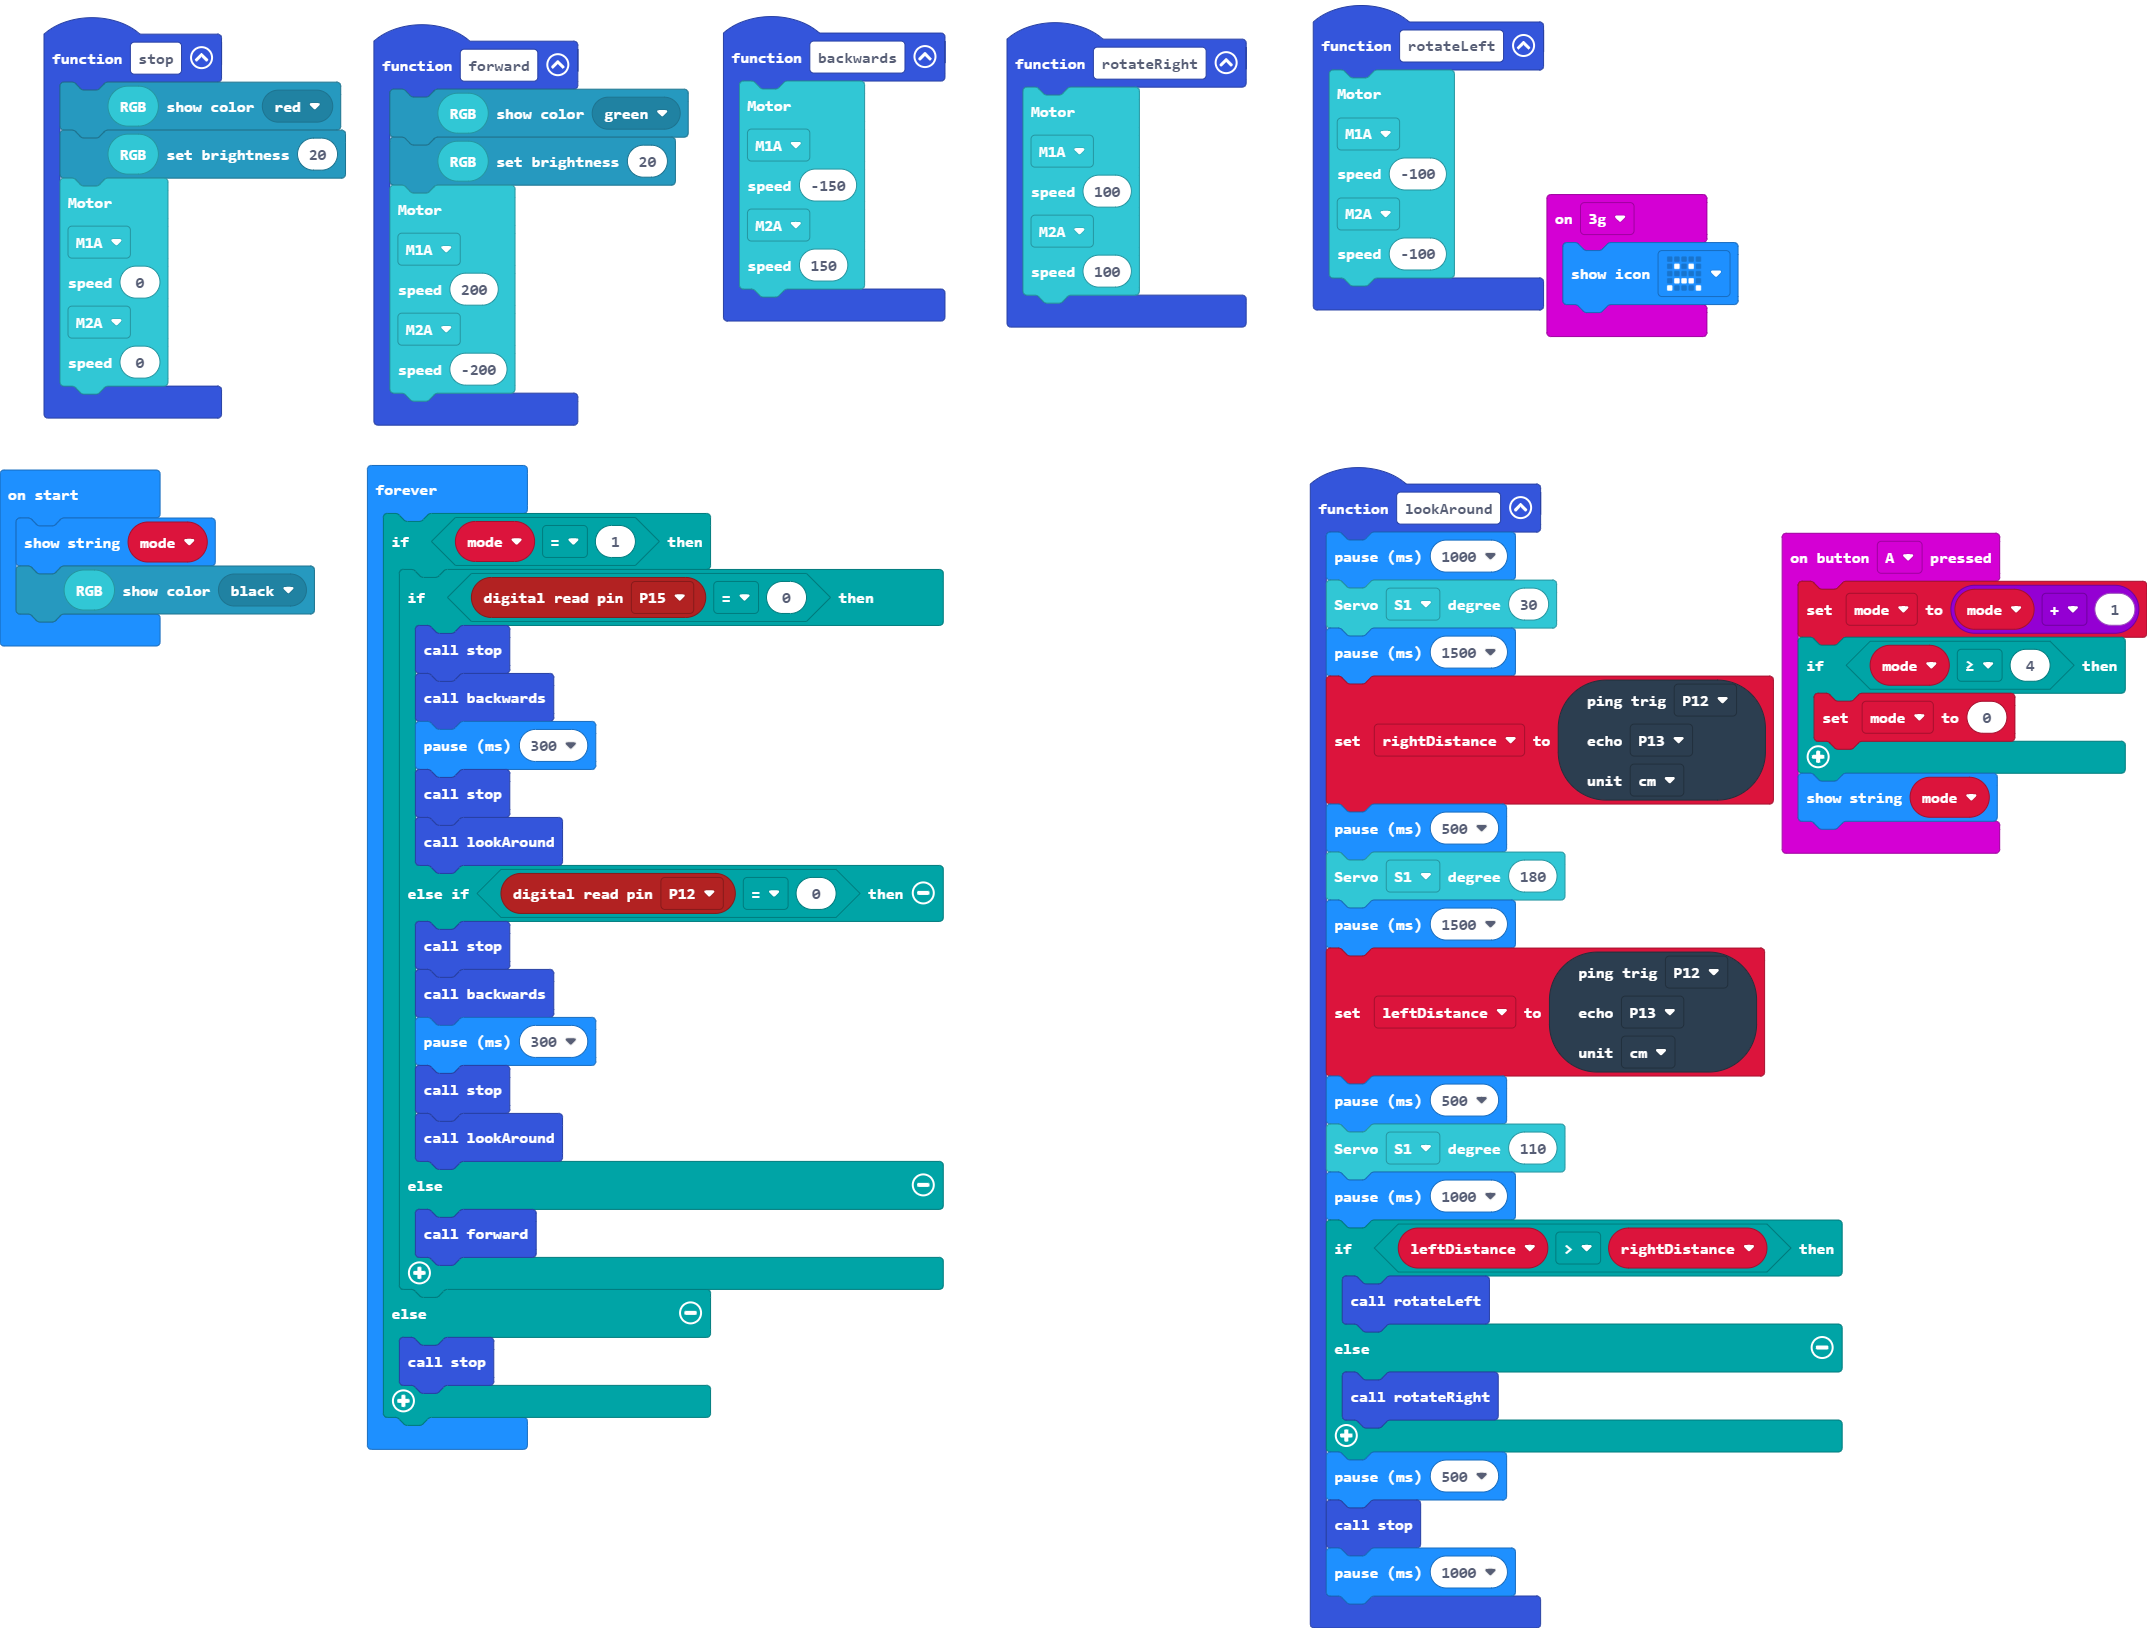 function stop
RGB show color red
RGB set brightness 20
Motor
M1A
speed 0
M2A
speed 0
function forward
RGB show color green
RGB set brightness 20
Motor
M1A
speed 200
M2A
speed -200
function backwards
Motor
M1A
speed -150
M2A
speed 150
function rotateRight
Motor
M1A
speed 100
M2A
speed 100
function rotateLeft
Motor
M1A
speed -100
M2A
speed -100
on 3g
show icon
on start
show string mode
RGB show color black
forever
if mode = 1 then
if digital read pin P15 = 0 then
call stop
call backwards
pause (ms) 300
call stop
call lookAround
else if digital read pin P12 = 0 then
call stop
call backwards
pause (ms) 300
call stop
call lookAround
else
call forward
else
call stop
function lookAround
pause (ms) 1000
Servo S1 degree 30
pause (ms) 1500
set rightDistance to ping trig P12
echo P13
unit cm
pause (ms) 500
Servo S1 degree 180
pause (ms) 1500
set leftDistance to ping trig P12
echo P13
unit cm
pause (ms) 500
Servo S1 degree 110
pause (ms) 1000
if leftDistance > rightDistance then
call rotateLeft
else
call rotateRight
pause (ms) 500
call stop
pause (ms) 1000
on button A pressed
set mode to mode + 1
if mode ≥ 4 then
set mode to 0
show string mode